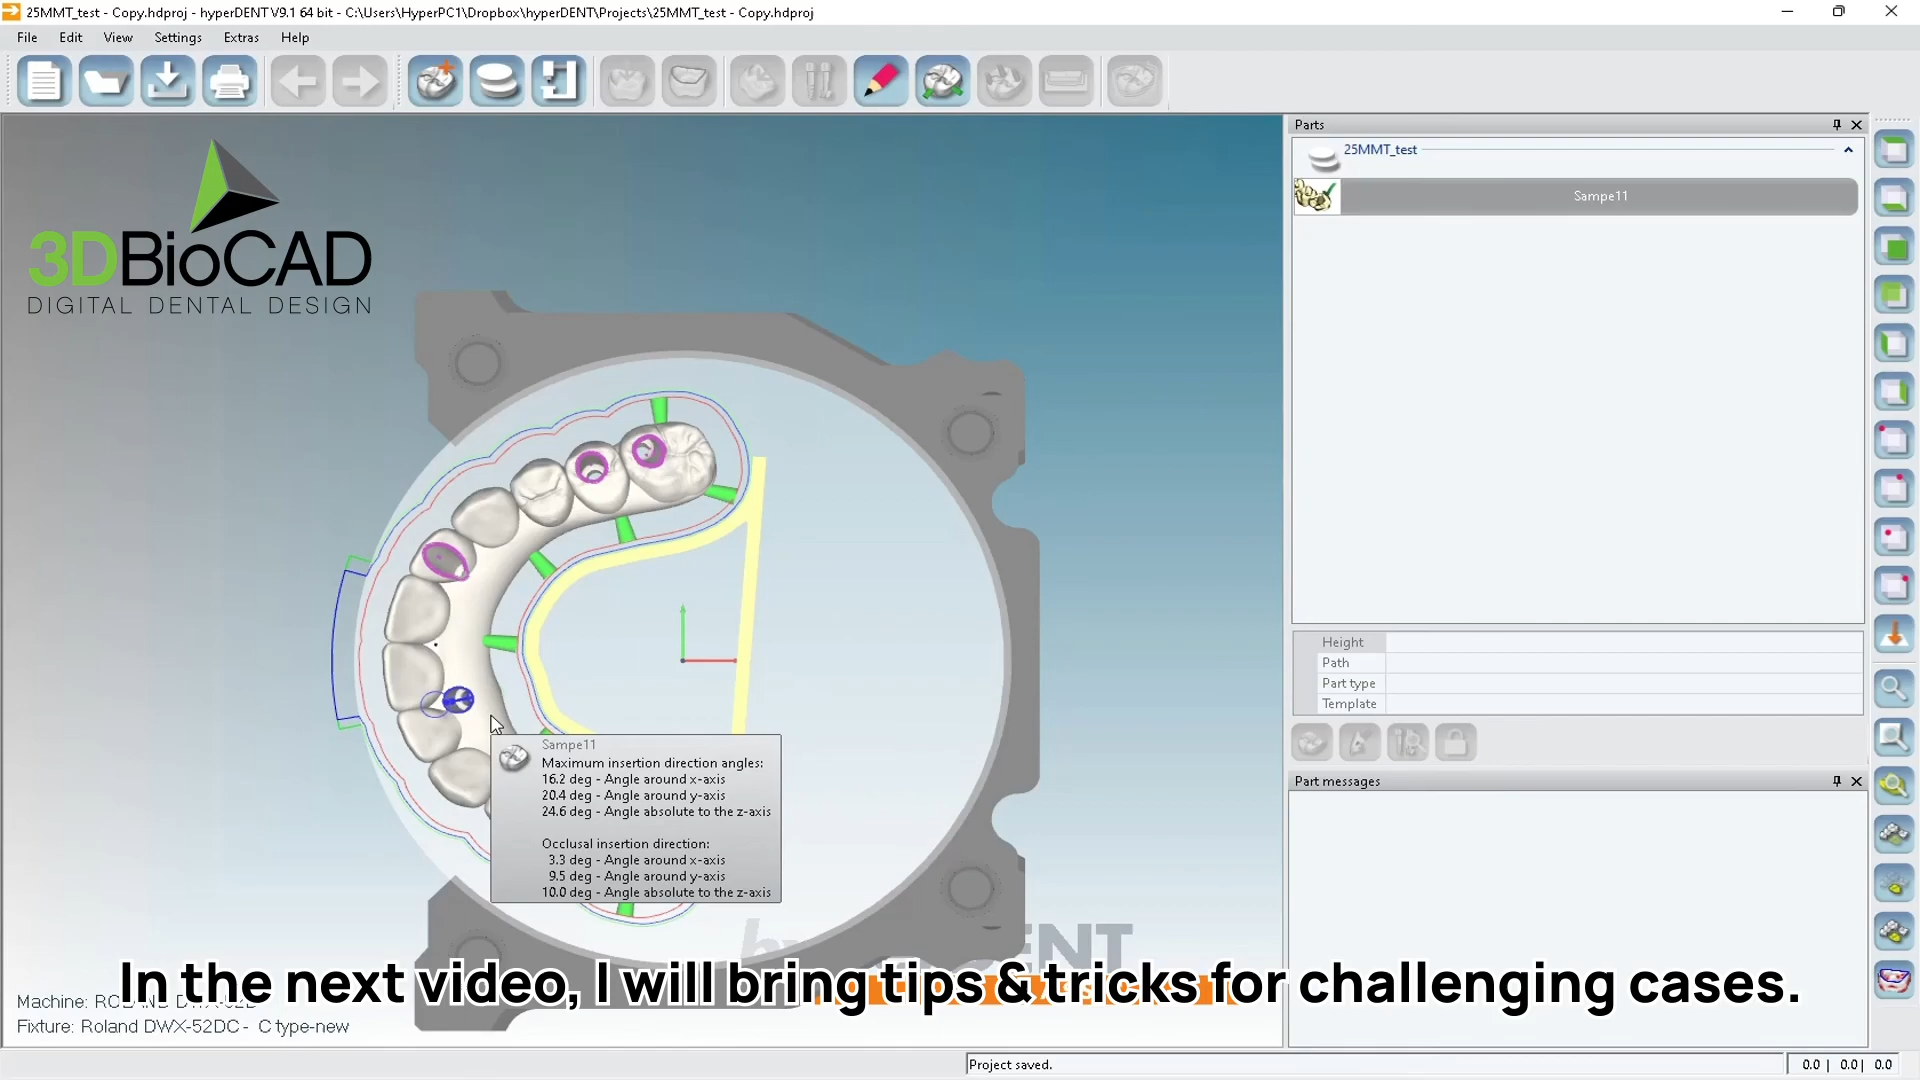 25MMT_test - Copy.hdproj - hyperDENT V9.1 64 bit - C:\Users\HyperPC1\Dropbox\hyperDENT\Projects\25MMT_test - Copy.hdproj
File Edit View Settings Extras Help
3DBioCAD
DIGITAL DENTAL DESIGN
Parts
25MMT_test
Sampe11
Height
Path
Part type
Template
Part messages
Sampe11
Maximum insertion direction angles:
16.2 deg - Angle around x-axis
20.4 deg - Angle around y-axis
24.6 deg - Angle absolute to the z-axis
Occlusal insertion direction:
3.3 deg - Angle around x-axis
9.5 deg - Angle around y-axis
10.0 deg - Angle absolute to the z-axis
In the next video, I will bring tips & tricks for challenging cases.
Machine:
Fixture: Roland DWX-52DC - C type-new
Project saved.
0.0 | 0.0 | 0.0